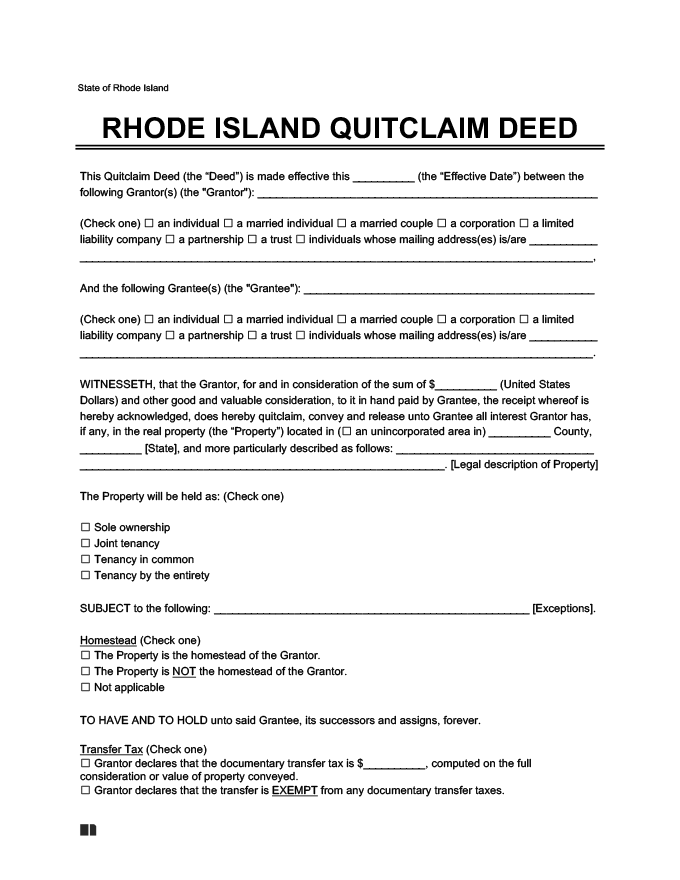 State of Rhode Island
RHODE ISLAND QUITCLAIM DEED
This Quitclaim Deed (the “Deed”) is made effective this __________ (the “Effective Date”) between the
following Grantor(s) (the "Grantor"): _______________________________________________________
(Check one) ☐ an individual ☐ a married individual ☐ a married couple ☐ a corporation ☐ a limited
liability company ☐ a partnership ☐ a trust ☐ individuals whose mailing address(es) is/are ___________
___________________________________________________________________________________,
And the following Grantee(s) (the "Grantee"): _______________________________________________
(Check one) ☐ an individual ☐ a married individual ☐ a married couple ☐ a corporation ☐ a limited
liability company ☐ a partnership ☐ a trust ☐ individuals whose mailing address(es) is/are ___________
___________________________________________________________________________________.
WITNESSETH, that the Grantor, for and in consideration of the sum of $__________ (United States
Dollars) and other good and valuable consideration, to it in hand paid by Grantee, the receipt whereof is
hereby acknowledged, does hereby quitclaim, convey and release unto Grantee all interest Grantor has,
if any, in the real property (the “Property”) located in (☐ an unincorporated area in) __________ County,
__________ [State], and more particularly described as follows: ________________________________
___________________________________________________________. [Legal description of Property]
The Property will be held as: (Check one)
☐ Sole ownership
☐ Joint tenancy
☐ Tenancy in common
☐ Tenancy by the entirety
SUBJECT to the following: ___________________________________________________ [Exceptions].
Homestead (Check one)
☐ The Property is the homestead of the Grantor.
☐ The Property is NOT the homestead of the Grantor.
☐ Not applicable
TO HAVE AND TO HOLD unto said Grantee, its successors and assigns, forever.
Transfer Tax (Check one)
☐ Grantor declares that the documentary transfer tax is $__________, computed on the full
consideration or value of property conveyed.
☐ Grantor declares that the transfer is EXEMPT from any documentary transfer taxes.